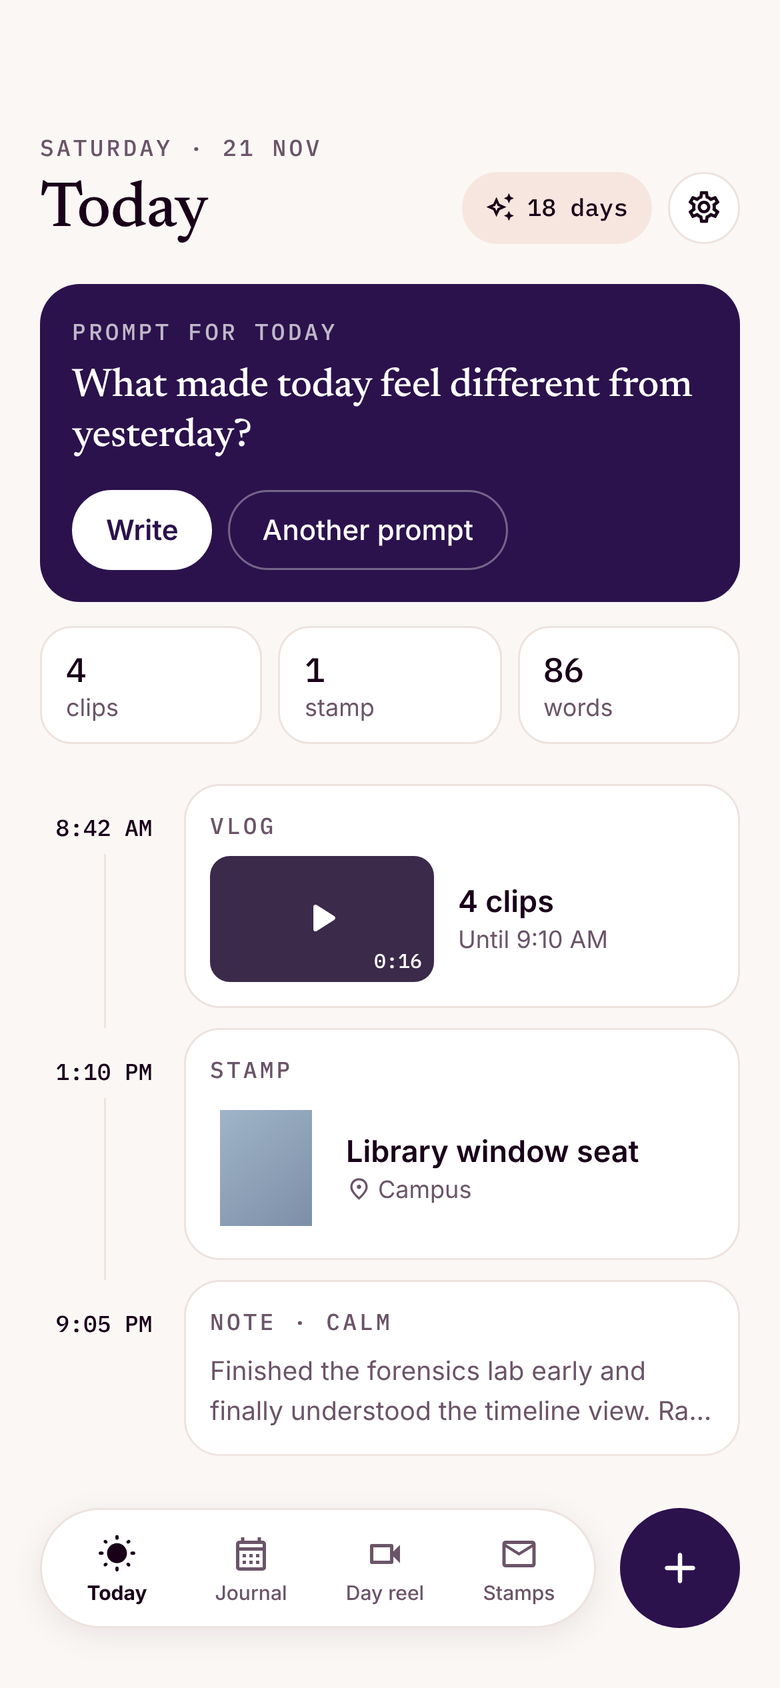 SATURDAY · 21 NOV
Today
18 days
PROMPT FOR TODAY
What made today feel different from
yesterday?
Write
Another prompt
4
clips
1
stamp
86
words
8:42 AM
VLOG
0:16
4 clips
Until 9:10 AM
1:10 PM
STAMP
Library window seat
Campus
9:05 PM
NOTE · CALM
Finished the forensics lab early and
finally understood the timeline view. Ra...
Today
Journal
Day reel
Stamps